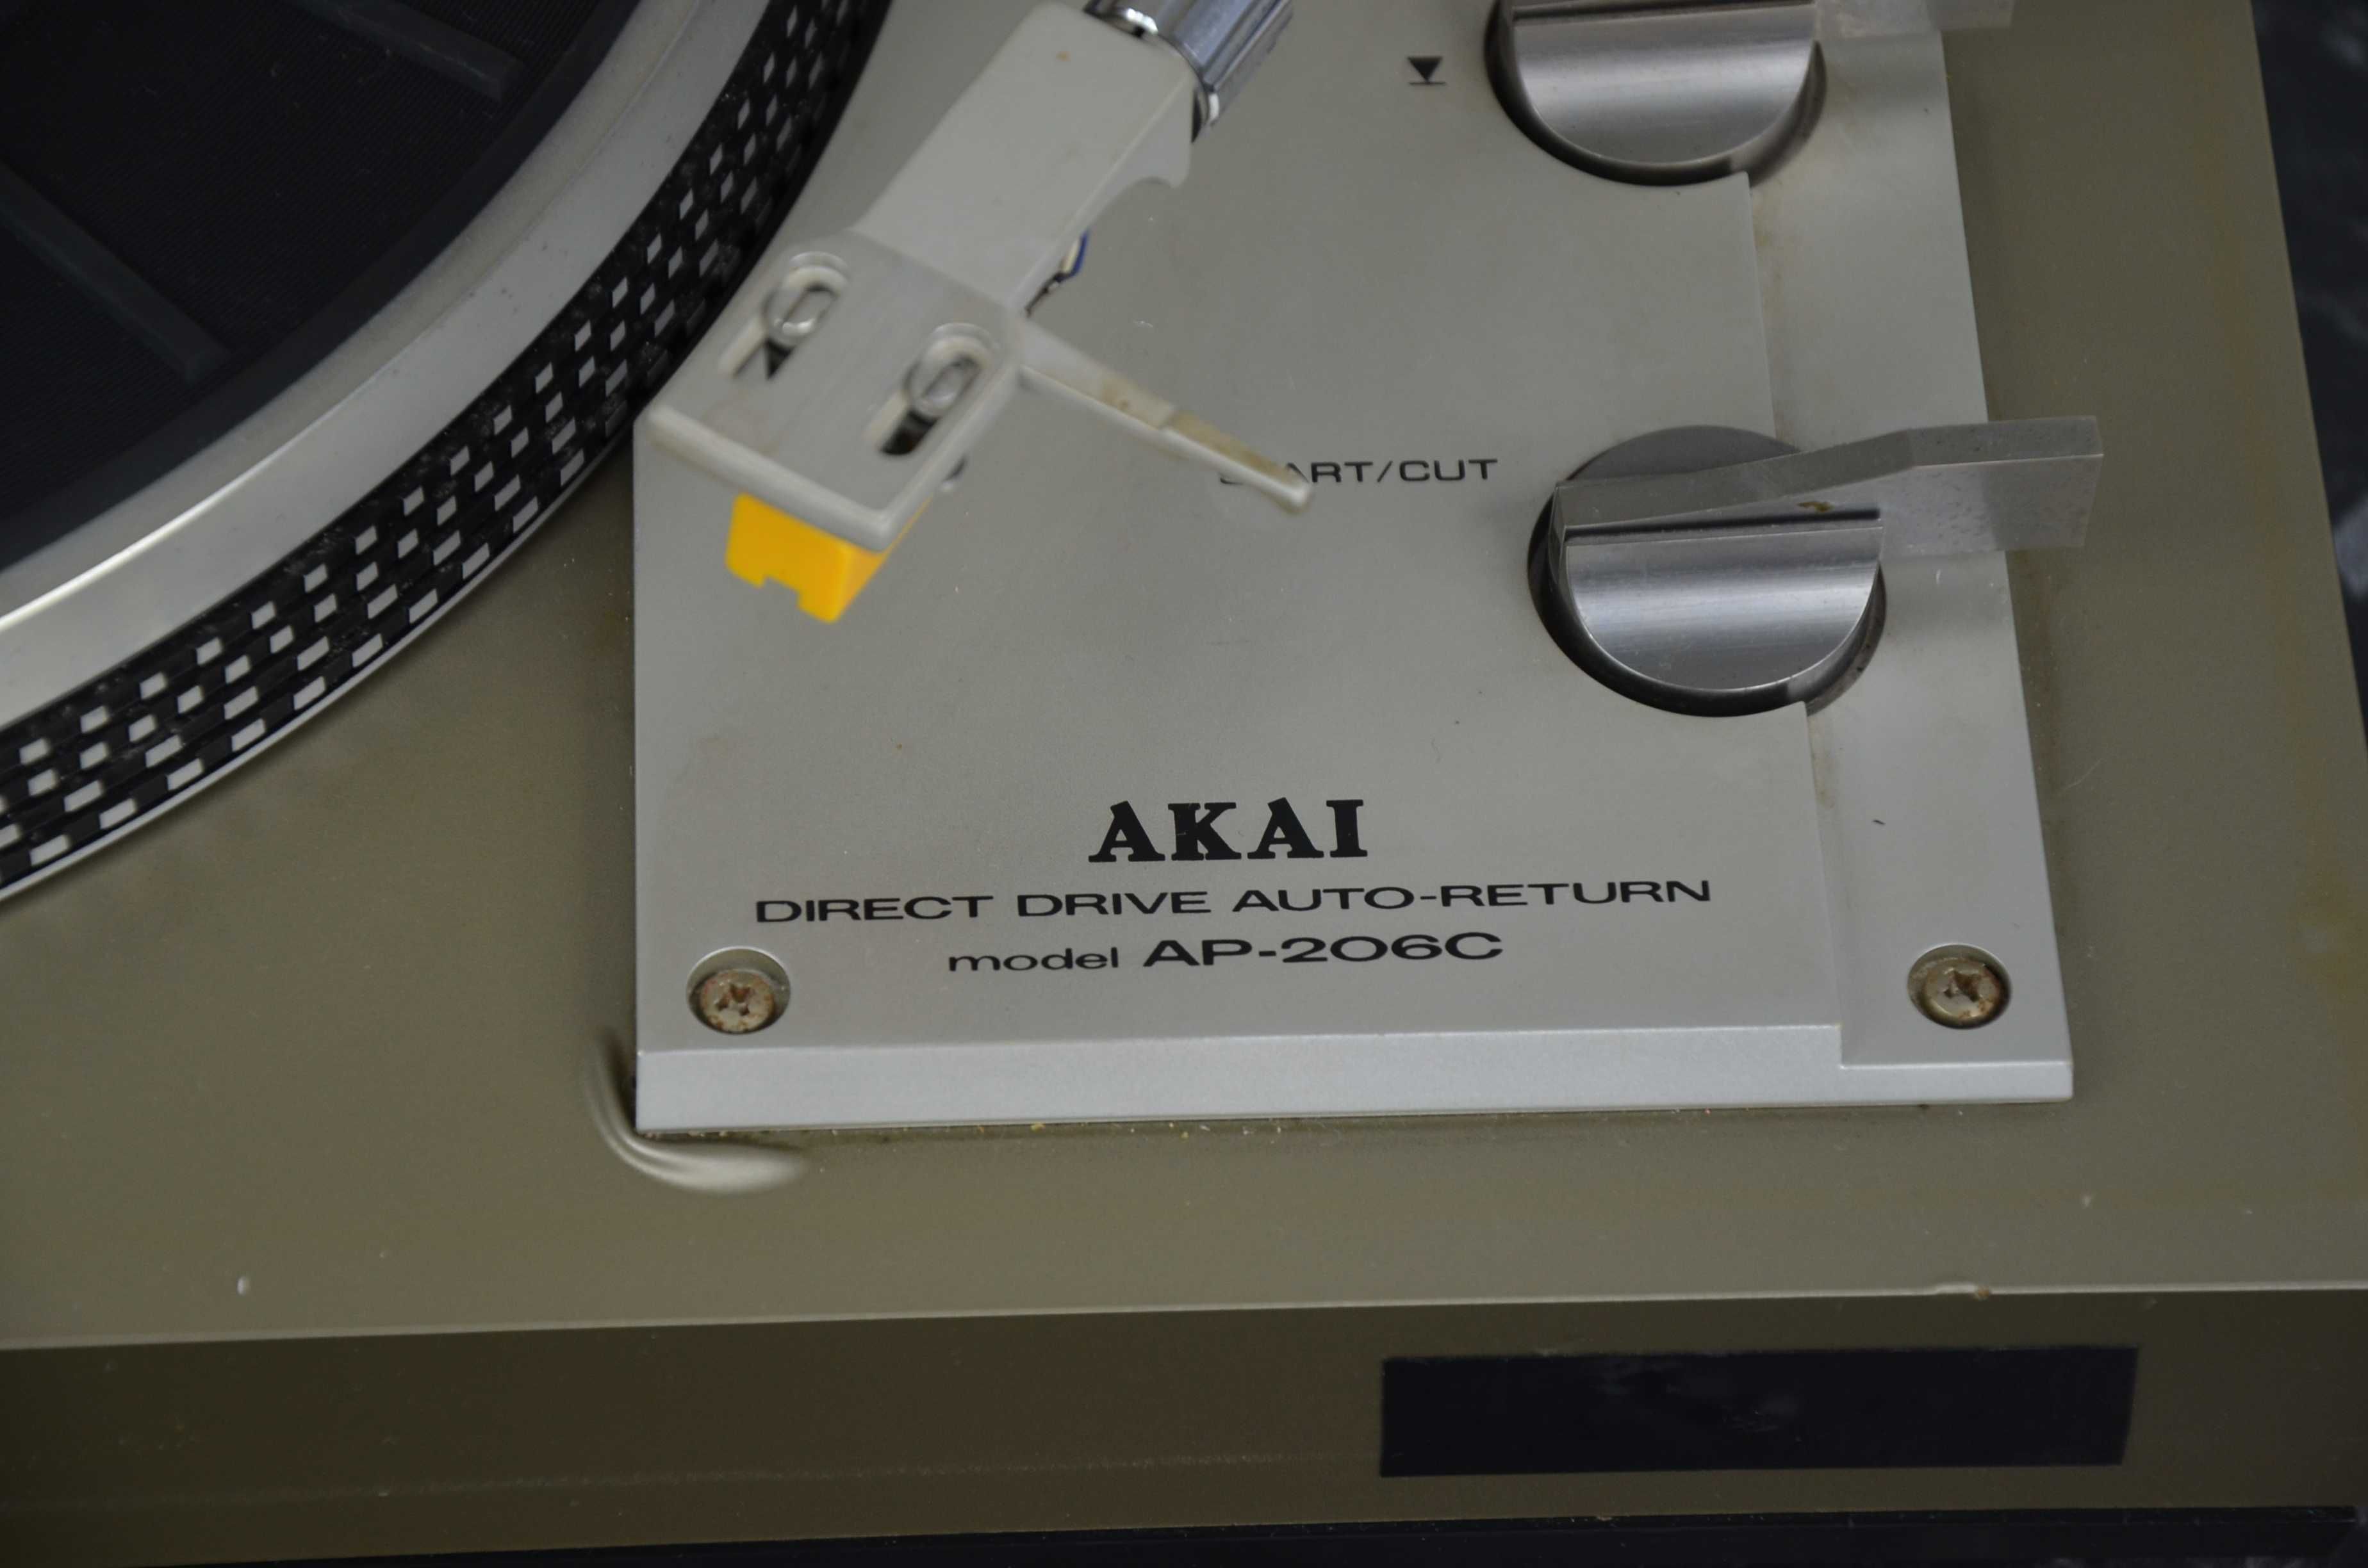 START/CUT
AKAI
DIRECT DRIVE AUTO-RETURN
model AP-206C